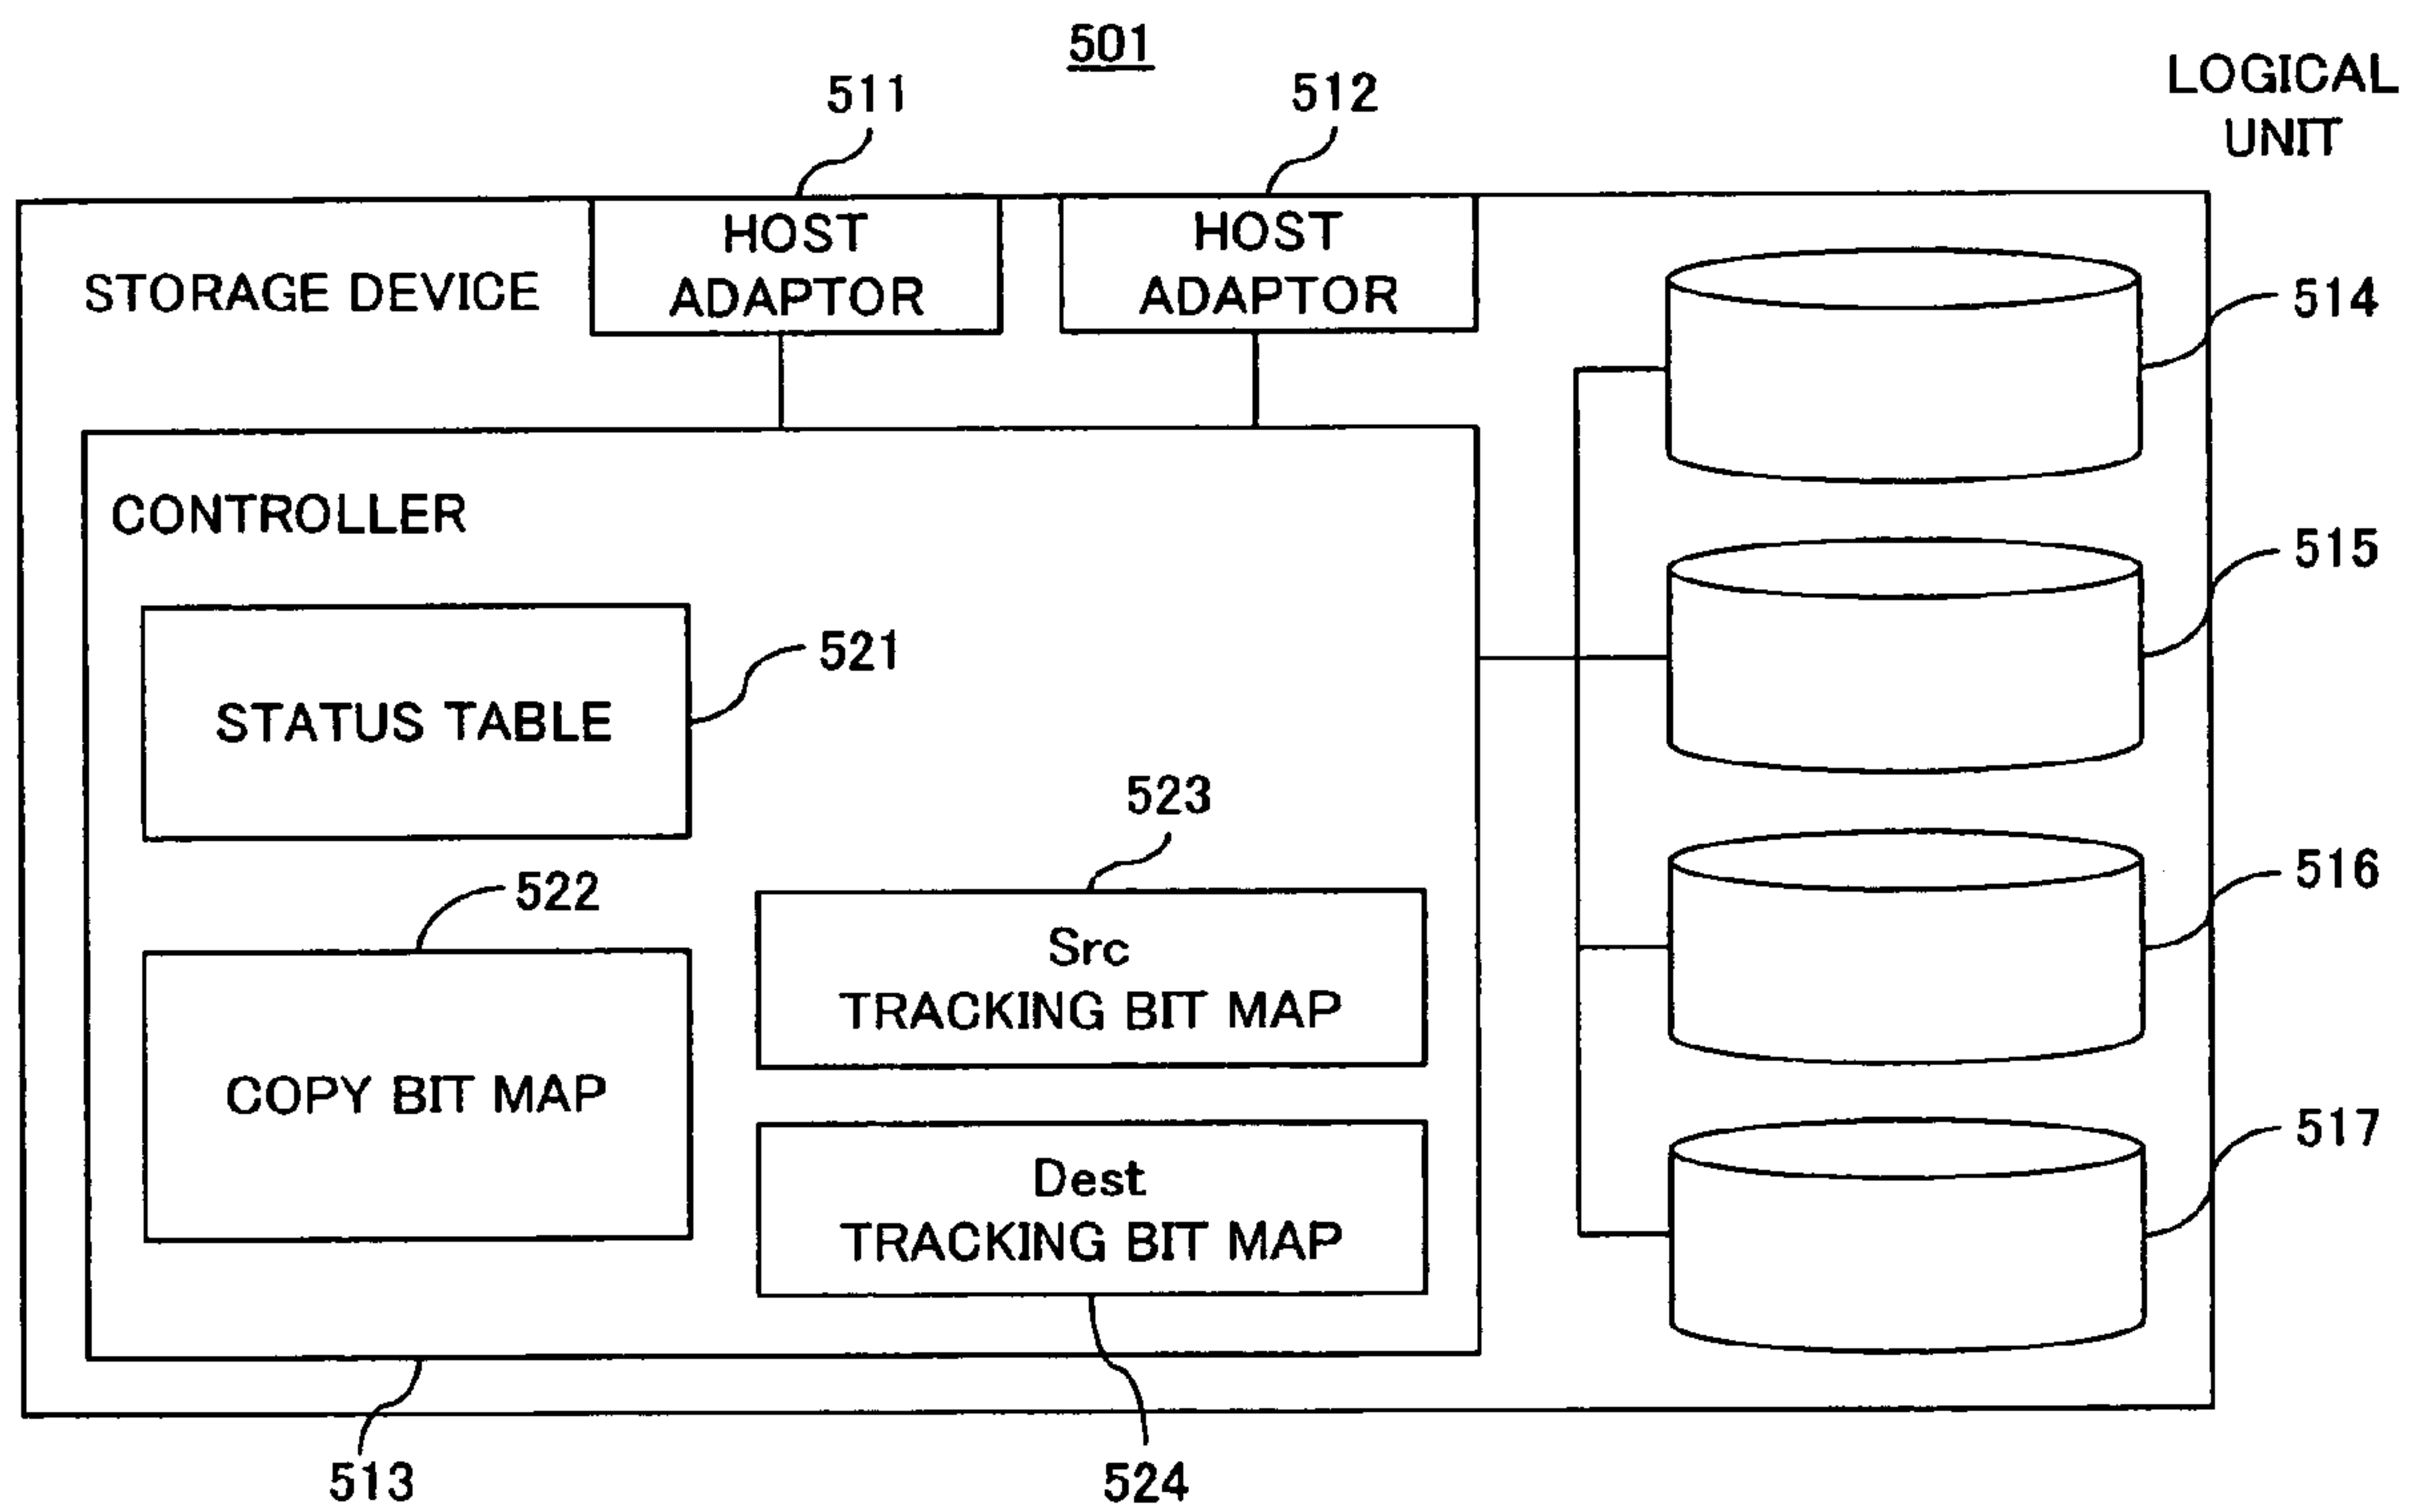 501
511
512
LOGICAL
UNIT
HOST
ADAPTOR
HOST
ADAPTOR
STORAGE DEVICE
514
CONTROLLER
515
STATUS TABLE
521
523
522
516
Src
TRACKING BIT MAP
COPY BIT MAP
Dest
TRACKING BIT MAP
517
513
524